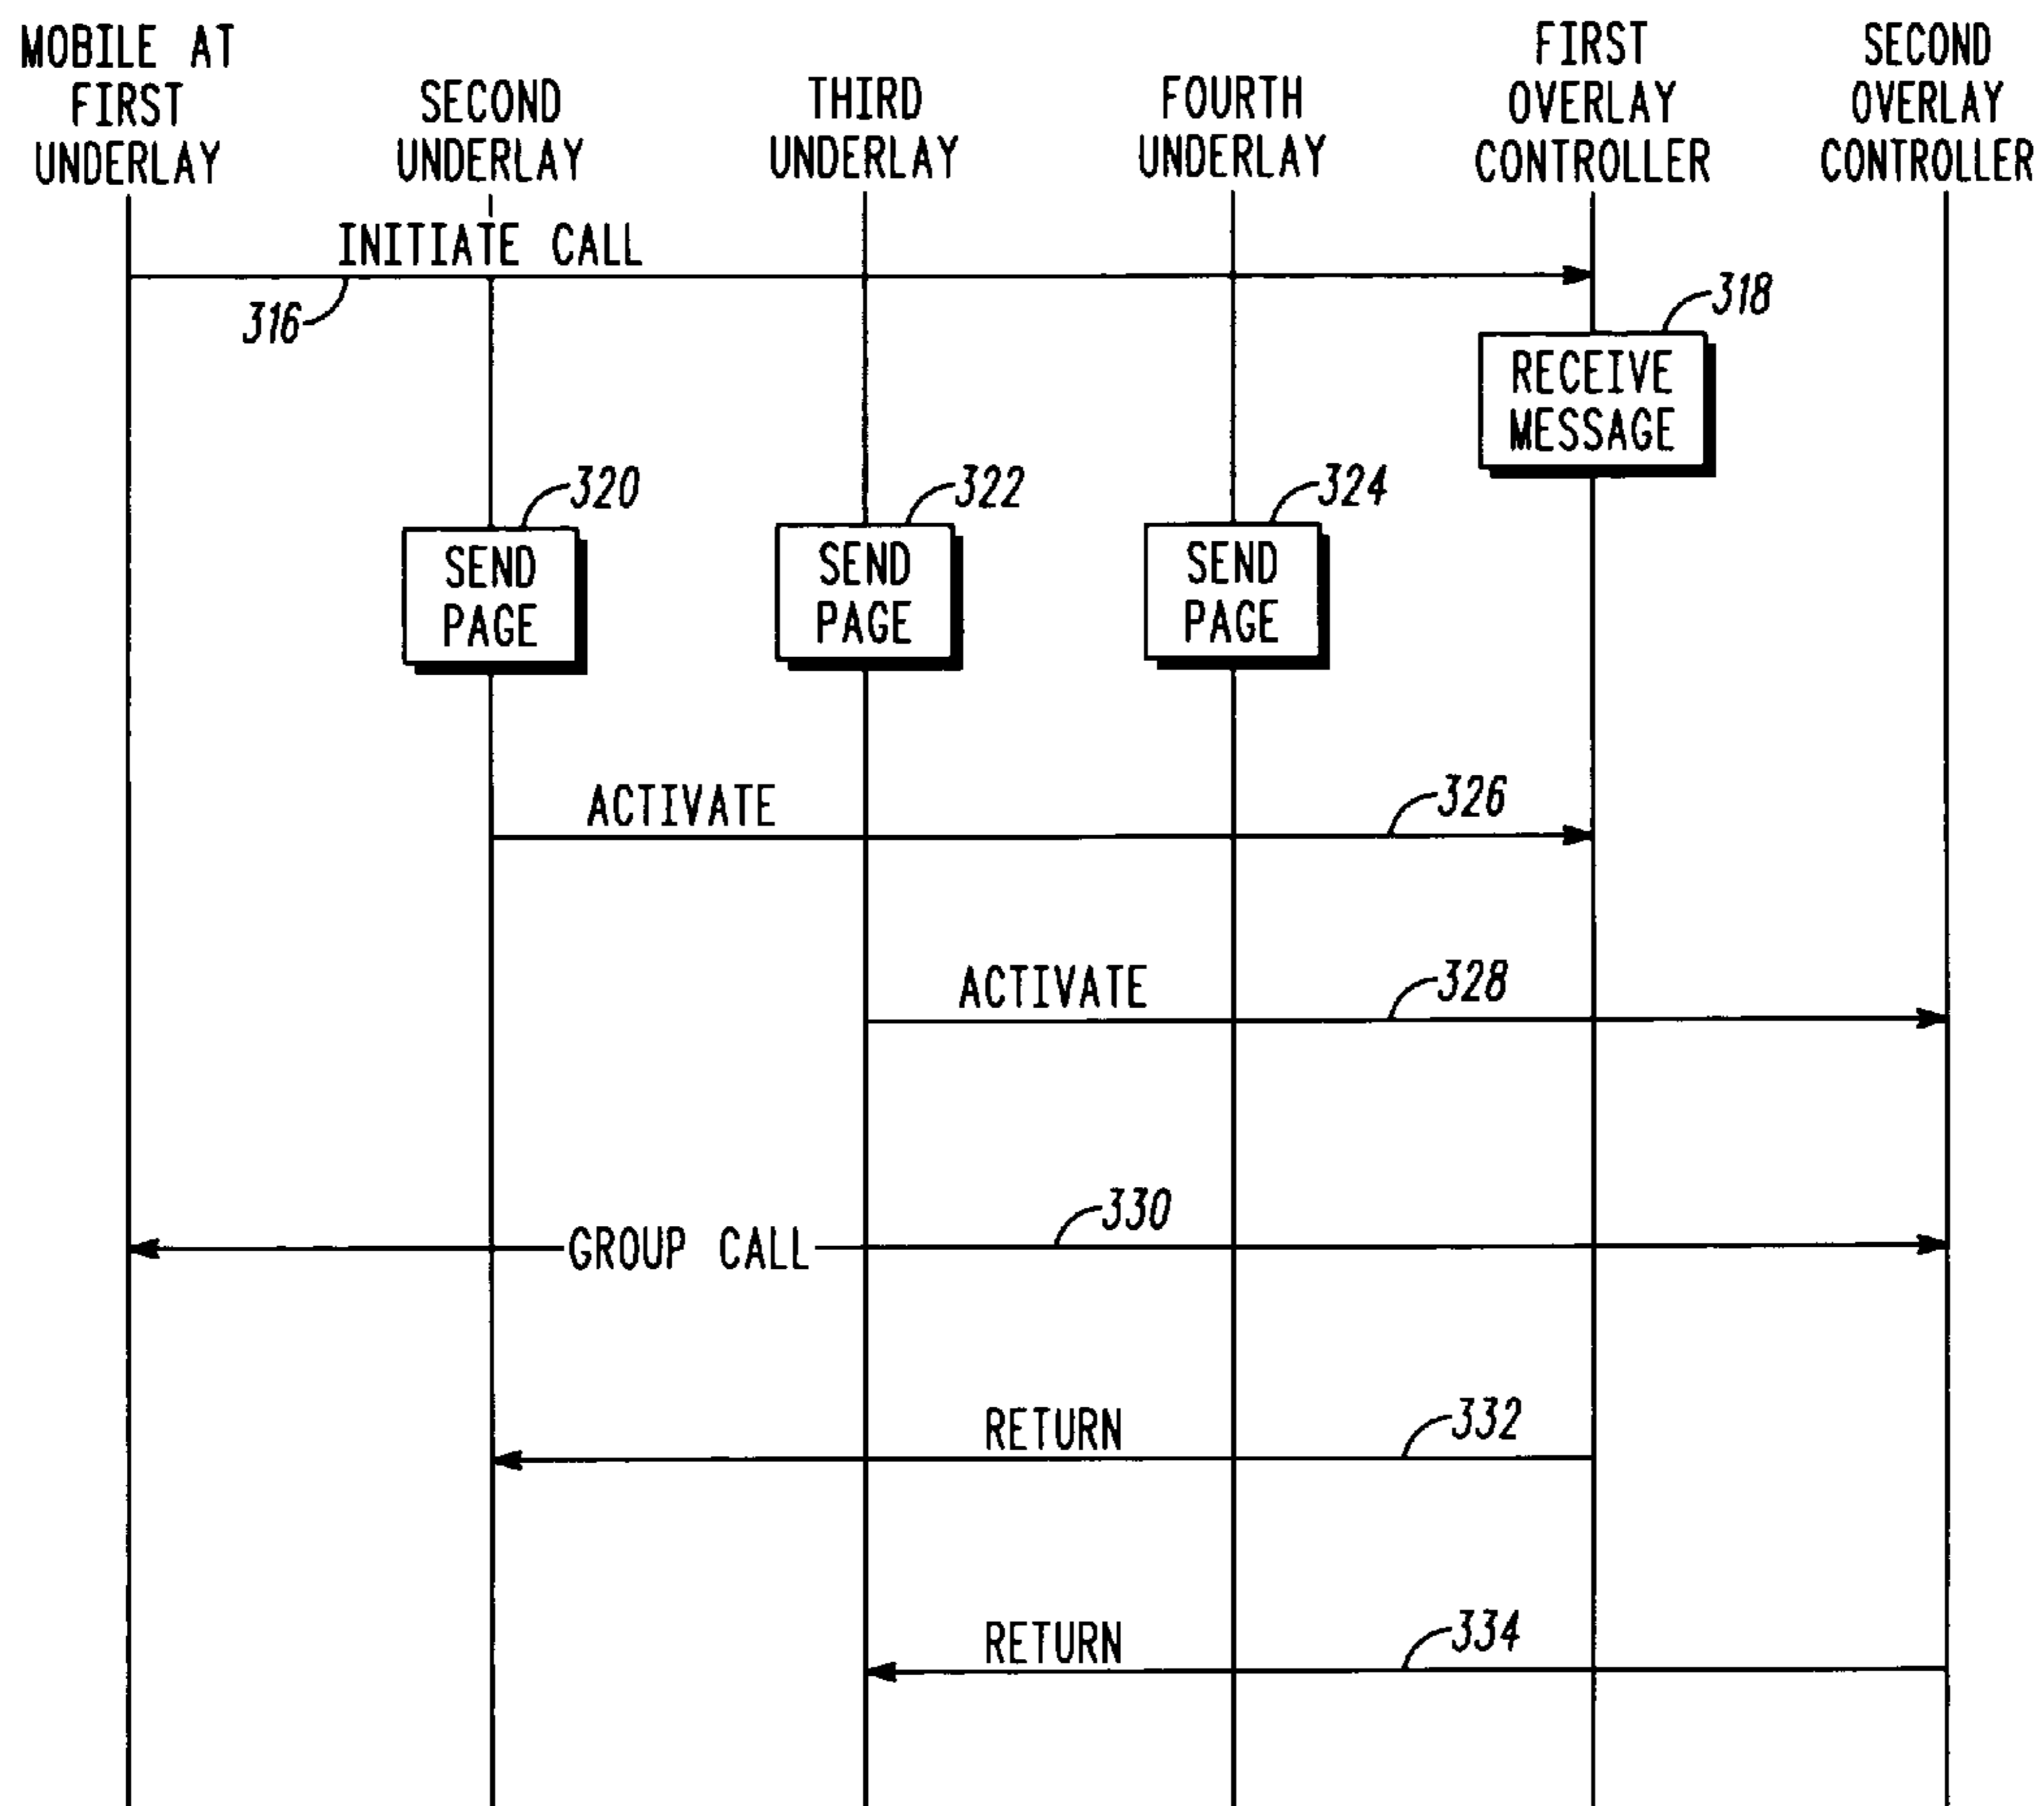 MOBILE AT
FIRST
UNDERLAY
SECOND
UNDERLAY
THIRD
UNDERLAY
FOURTH
UNDERLAY
FIRST
OVERLAY
CONTROLLER
SECOND
OVERLAY
CONTROLLER
INITIATE CALL
316
318
RECEIVE
MESSAGE
320
SEND
PAGE
322
SEND
PAGE
324
SEND
PAGE
ACTIVATE
326
ACTIVATE
328
GROUP CALL
330
RETURN
332
RETURN
334